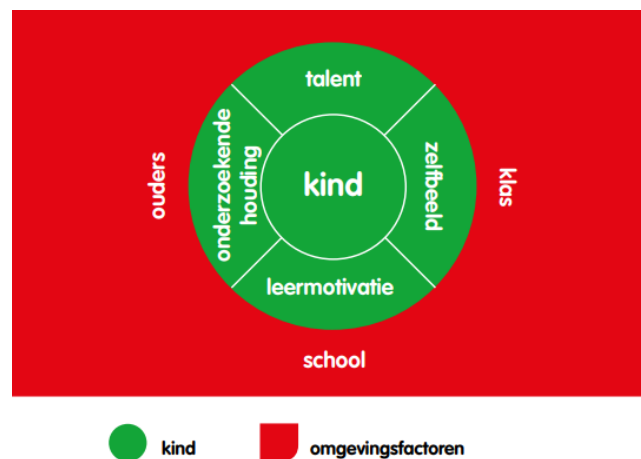 talent
onderzoekende
houding
kind
zelfbeeld
leermotivatie
ouders
klas
school
kind
omgevingsfactoren